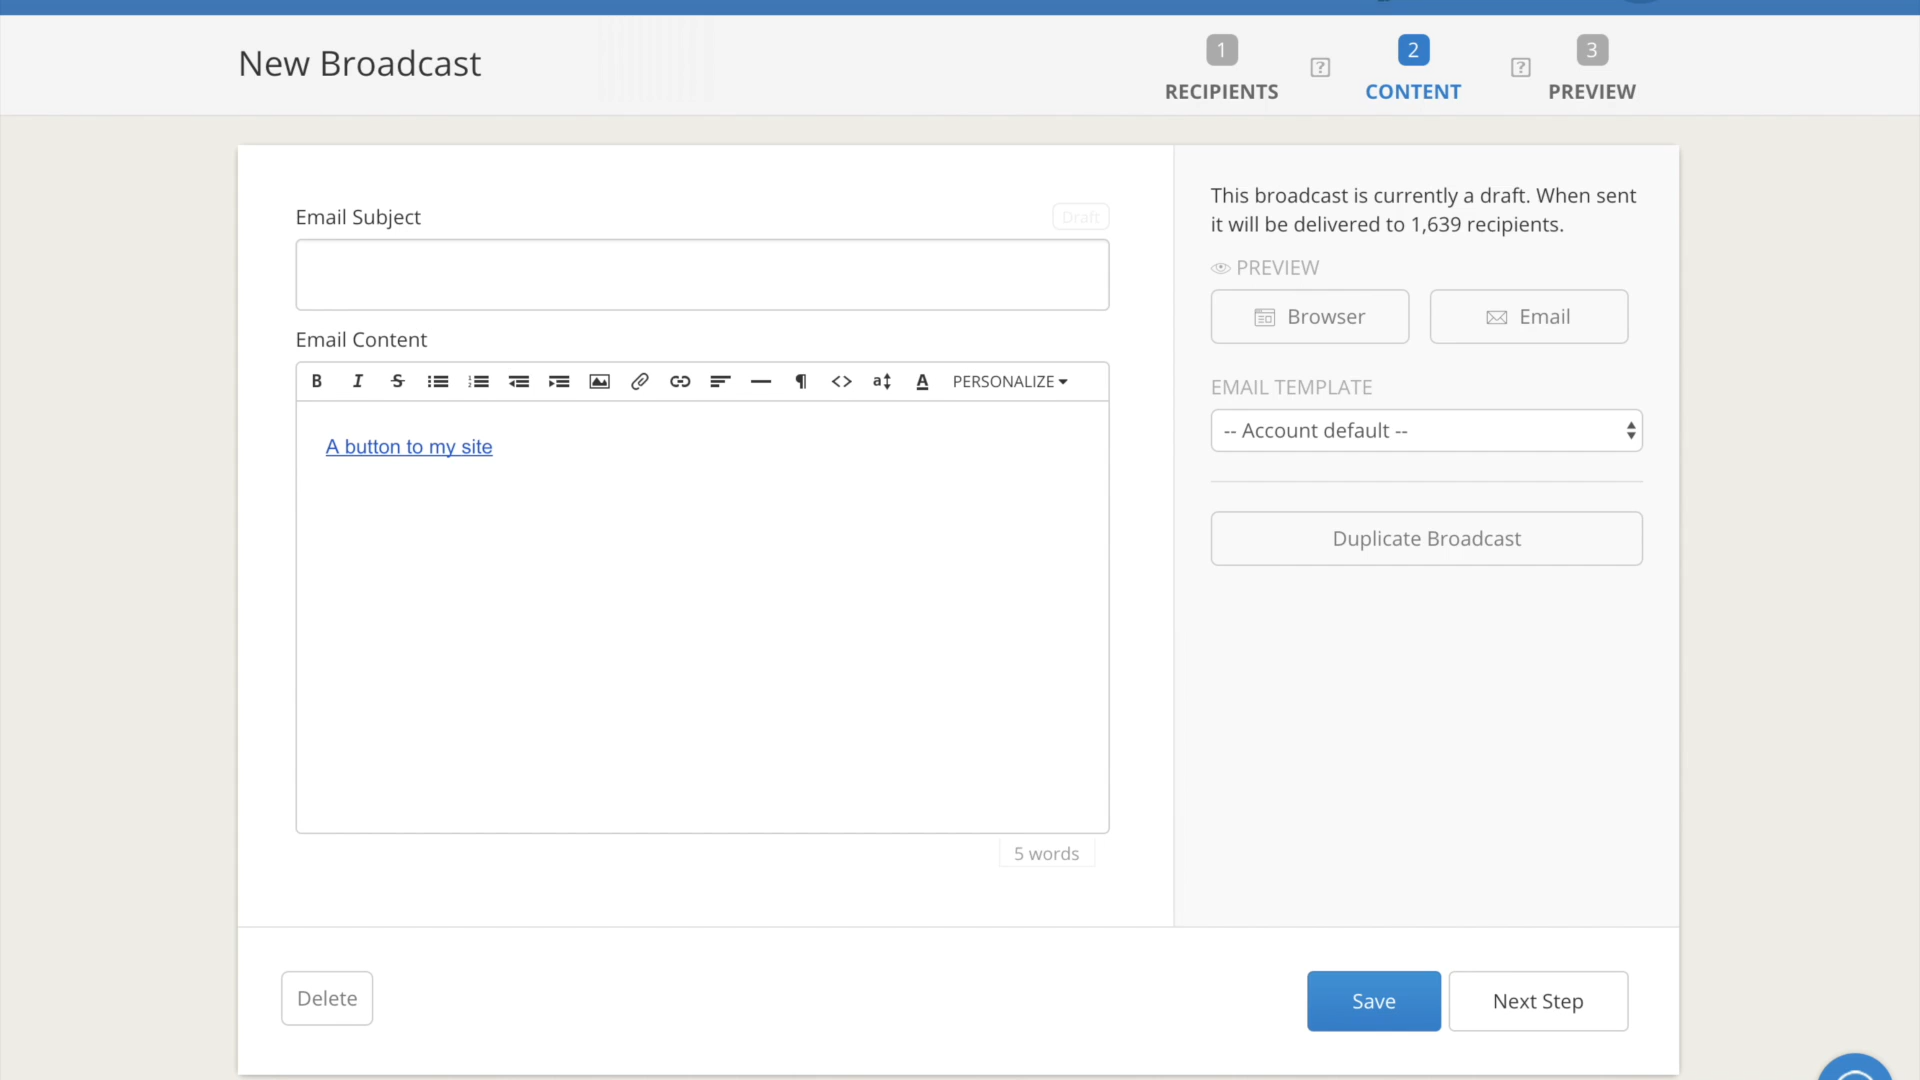 New Broadcast
1
RECIPIENTS
?
2
CONTENT
?
3
PREVIEW
Email Subject
Draft
Email Content
B I S a A PERSONALIZE
A button to my site
5 words
This broadcast is currently a draft. When sent
it will be delivered to 1,639 recipients.
PREVIEW
Browser
Email
EMAIL TEMPLATE
-- Account default --
Duplicate Broadcast
Delete
Save
Next Step